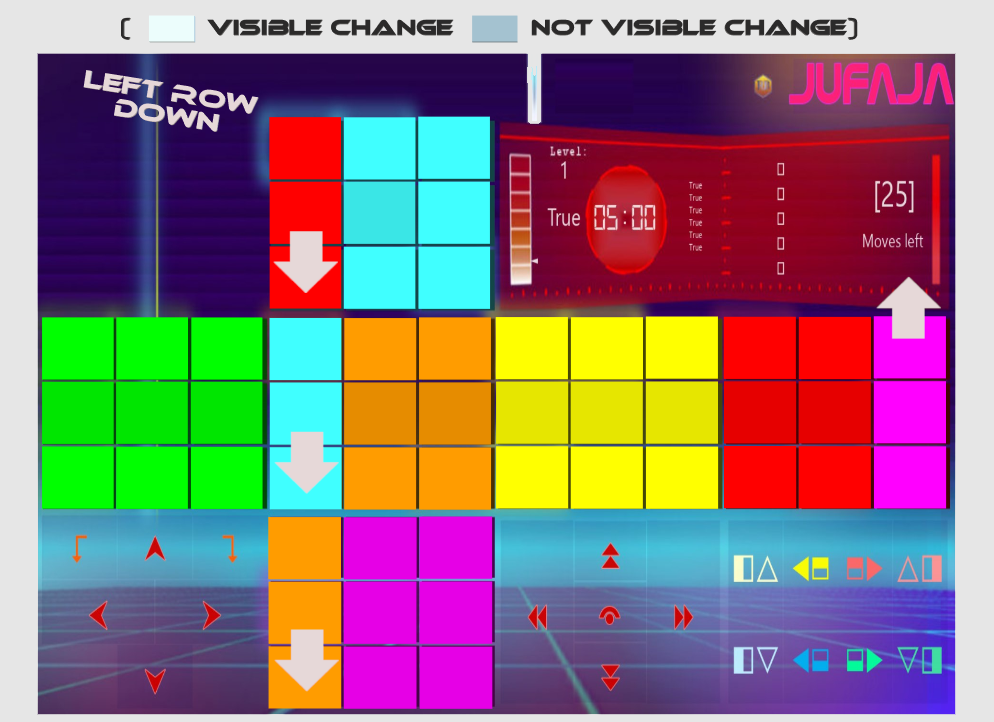 ( VISIBLE CHANGE NOT VISIBLE CHANGE)
LEFT ROW
DOWN
JUFAJA
Level:
1
True
05:00
True
True
True
True
True
True
[25]
Moves left